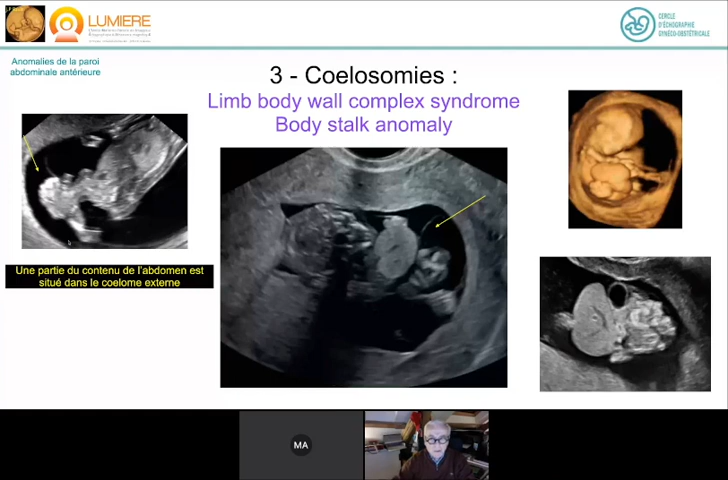 LUMIERE
CERCLE
D'ÉCHOGRAPHIE
GYNÉCO-OBSTÉTRICALE
Anomalies de la paroi
abdominale antérieure
3 - Coelosomies :
Limb body wall complex syndrome
Body stalk anomaly
Une partie du contenu de l'abdomen est
situé dans le coelome externe
MA